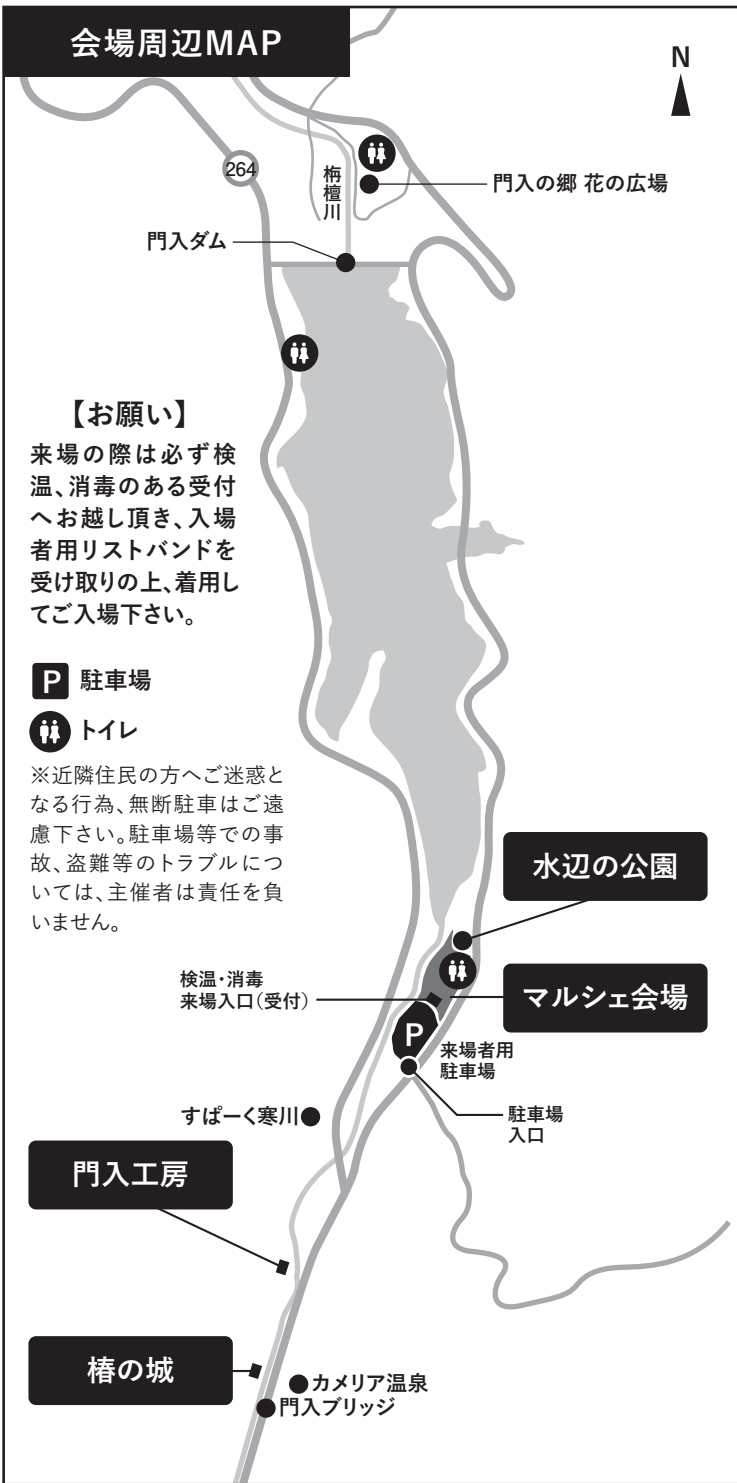 会場周辺MAP
N
264
栴檀川
門入の郷 花の広場
門入ダム
【お願い】
来場の際は必ず検
温、消毒のある受付
へお越し頂き、入場
者用リストバンドを
受け取りの上、着用し
てご入場下さい。
P 駐車場
トイレ
※近隣住民の方へご迷惑と
なる行為、無断駐車はご遠
慮下さい。駐車場等での事
故、盗難等のトラブルにつ
いては、主催者は責任を負
いません。
水辺の公園
検温・消毒
来場入口(受付)
マルシェ会場
P
来場者用
駐車場
駐車場
入口
すぱーく寒川
門入工房
椿の城
カメリア温泉
門入ブリッジ